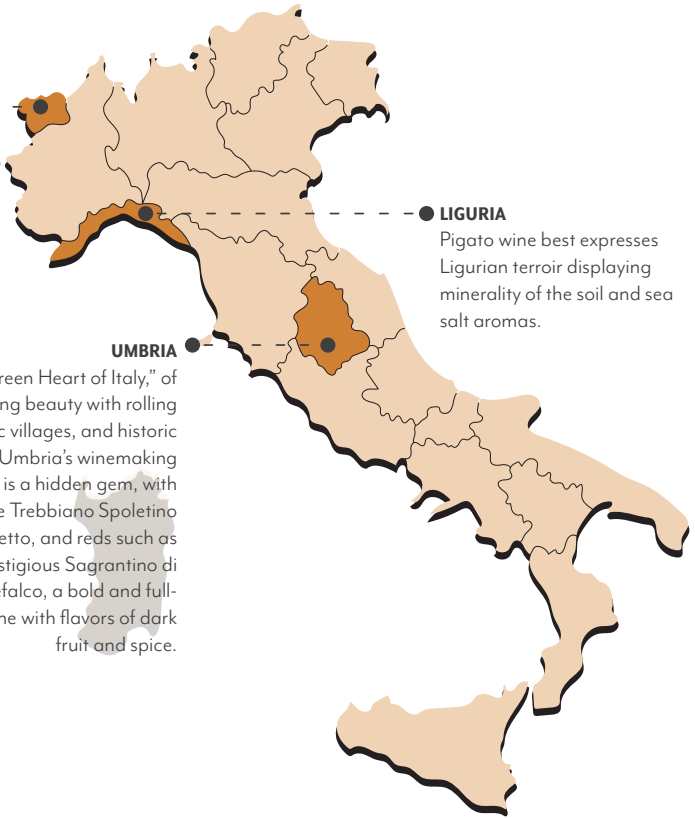 LIGURIA
Pigato wine best expresses
Ligurian terroir displaying
minerality of the soil and sea
salt aromas.
UMBRIA
reen Heart of Italy,” of
ng beauty with rolling
c villages, and historic
Umbria’s winemaking
is a hidden gem, with
e Trebbiano Spoletino
etto, and reds such as
stigious Sagrantino di
efalco, a bold and full-
ne with flavors of dark
fruit and spice.